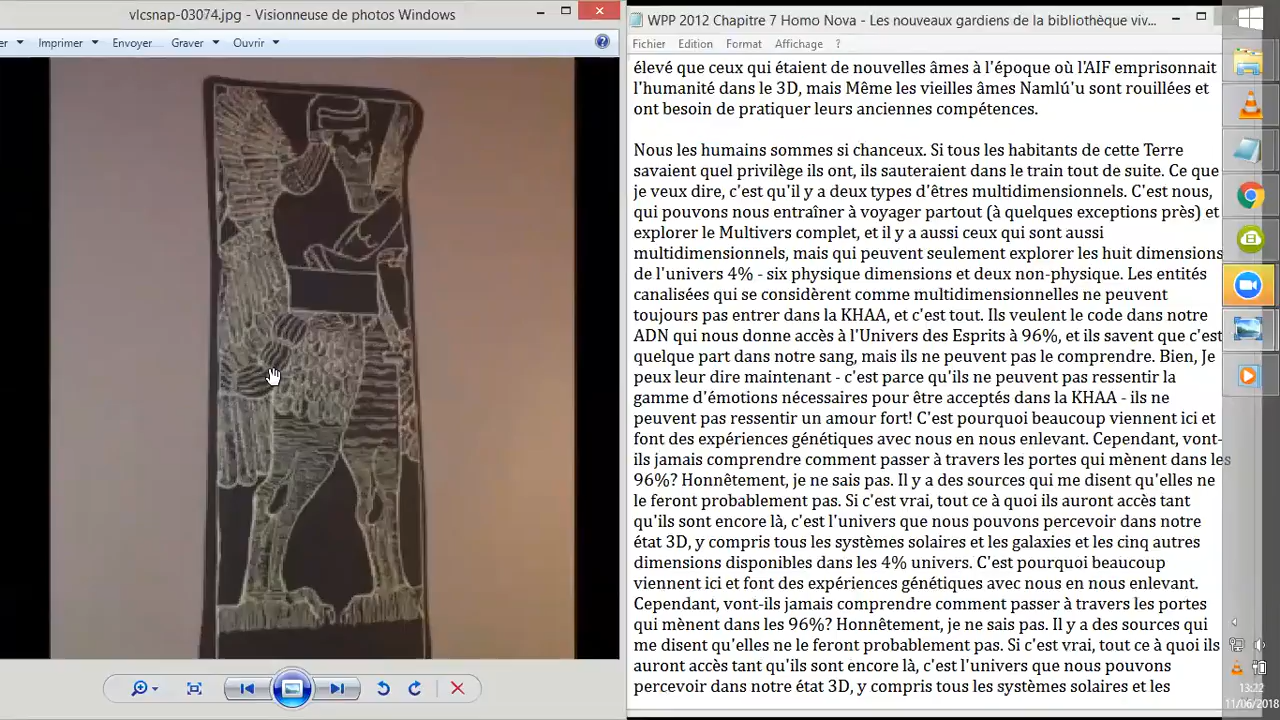 vlcsnap-03074.jpg - Visionneuse de photos Windows
er Imprimer Envoyer Graver Ouvrir
WPP 2012 Chapitre 7 Homo Nova - Les nouveaux gardiens de la bibliothèque viv...
Fichier Edition Format Affichage ?
élevé que ceux qui étaient de nouvelles âmes à l'époque où l'AIF emprisonnait
l'humanité dans le 3D, mais Même les vieilles âmes Namlú'u sont rouillées et
ont besoin de pratiquer leurs anciennes compétences.
Nous les humains sommes si chanceux. Si tous les habitants de cette Terre
savaient quel privilège ils ont, ils sauteraient dans le train tout de suite. Ce que
je veux dire, c'est qu'il y a deux types d'êtres multidimensionnels. C'est nous,
qui pouvons nous entraîner à voyager partout (à quelques exceptions près) et
explorer le Multivers complet, et il y a aussi ceux qui sont aussi
multidimensionnels, mais qui peuvent seulement explorer les huit dimensions
de l'univers 4% - six physique dimensions et deux non-physique. Les entités
canalisées qui se considèrent comme multidimensionnelles ne peuvent
toujours pas entrer dans la KHAA, et c'est tout. Ils veulent le code dans notre
ADN qui nous donne accès à l'Univers des Esprits à 96%, et ils savent que c'est
quelque part dans notre sang, mais ils ne peuvent pas le comprendre. Bien, Je
peux leur dire maintenant - c'est parce qu'ils ne peuvent pas ressentir la
gamme d'émotions nécessaires pour être acceptés dans la KHAA - ils ne
peuvent pas ressentir un amour fort! C'est pourquoi beaucoup viennent ici et
font des expériences génétiques avec nous en nous enlevant. Cependant, vont-
ils jamais comprendre comment passer à travers les portes qui mènent dans les
96%? Honnêtement, je ne sais pas. Il y a des sources qui me disent qu'elles ne
le feront probablement pas. Si c'est vrai, tout ce à quoi ils auront accès tant
qu'ils sont encore là, c'est l'univers que nous pouvons percevoir dans notre
état 3D, y compris tous les systèmes solaires et les galaxies et les cinq autres
dimensions disponibles dans les 4% univers. C'est pourquoi beaucoup
viennent ici et font des expériences génétiques avec nous en nous enlevant.
Cependant, vont-ils jamais comprendre comment passer à travers les portes
qui mènent dans les 96%? Honnêtement, je ne sais pas. Il y a des sources qui
me disent qu'elles ne le feront probablement pas. Si c'est vrai, tout ce à quoi ils
auront accès tant qu'ils sont encore là, c'est l'univers que nous pouvons
percevoir dans notre état 3D, y compris tous les systèmes solaires et les
13:22
11/06/2018